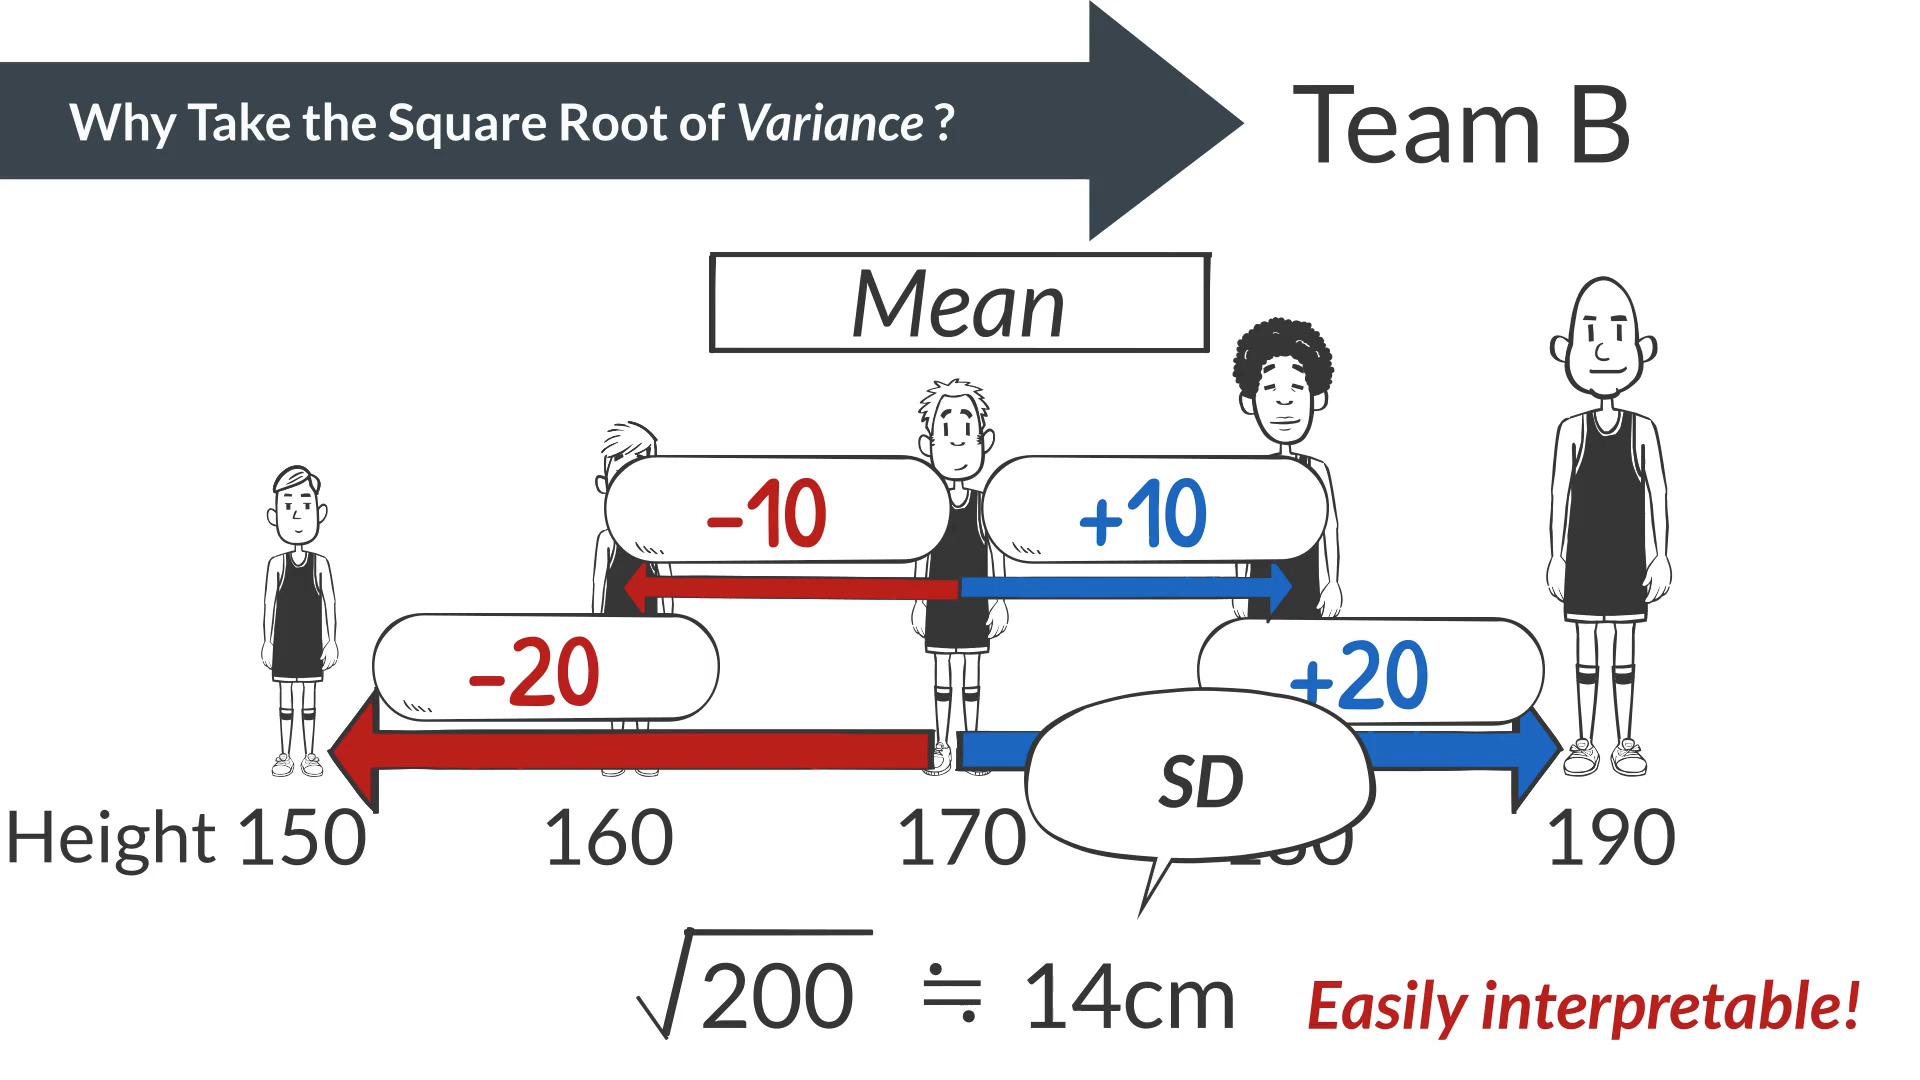 Why Take the Square Root of Variance ?
Team B
Mean
-10
+10
-20
+20
SD
Height 150 160 170 190
√200 ≒ 14cm
Easily interpretable!